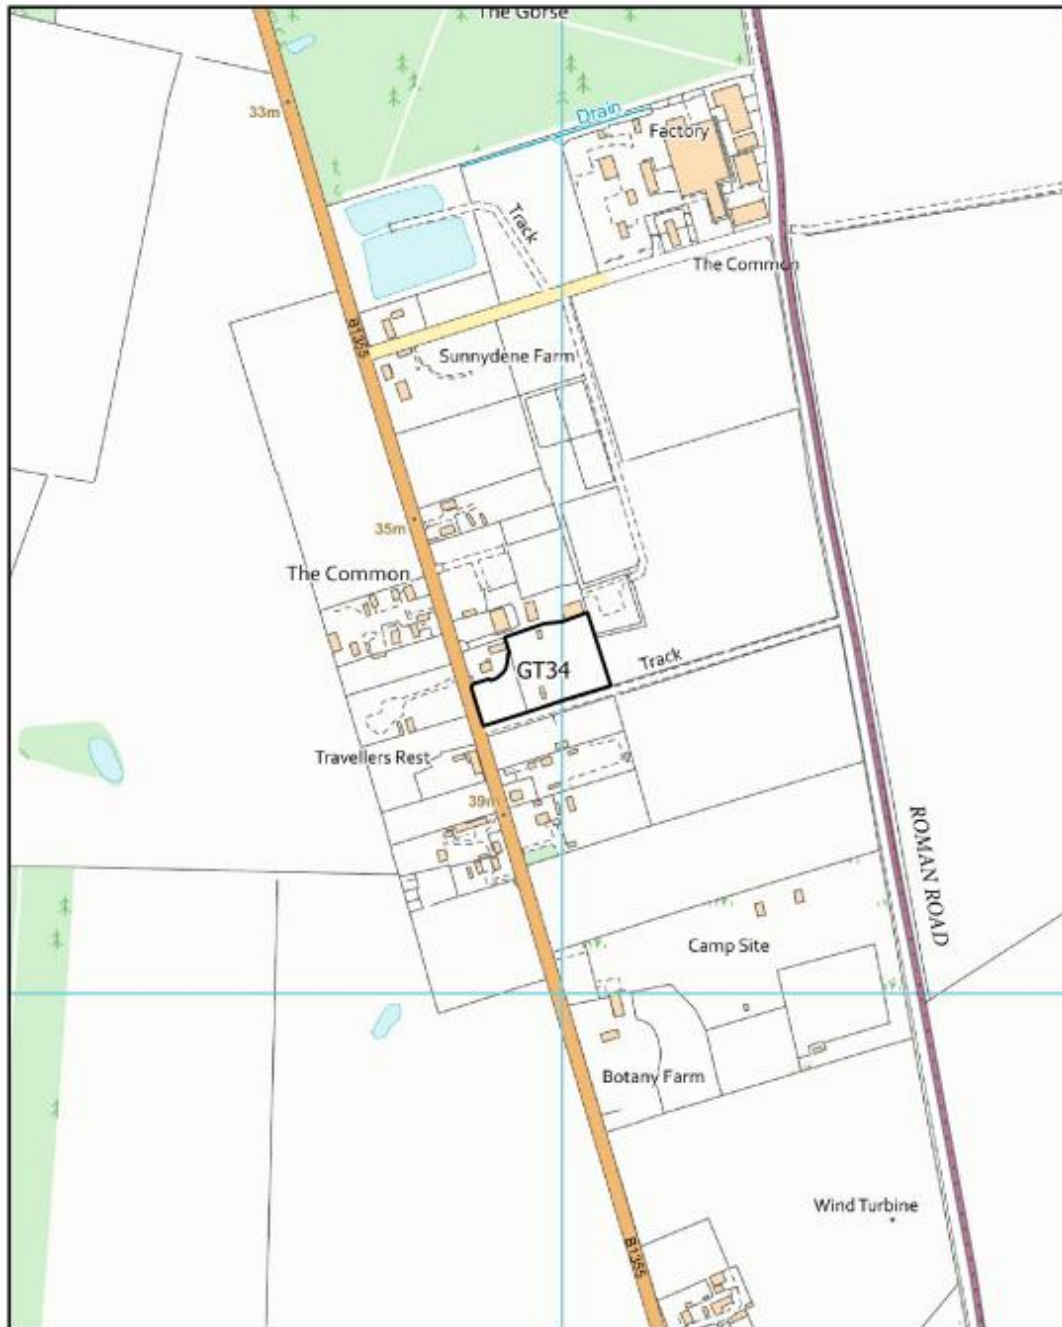 The Gorse
33m
Drain
Factory
Track
The Common
B1355
Sunnydene Farm
35m
The Common
GT34
Track
Travellers Rest
39m
ROMAN ROAD
Camp Site
Botany Farm
Wind Turbine
B1355